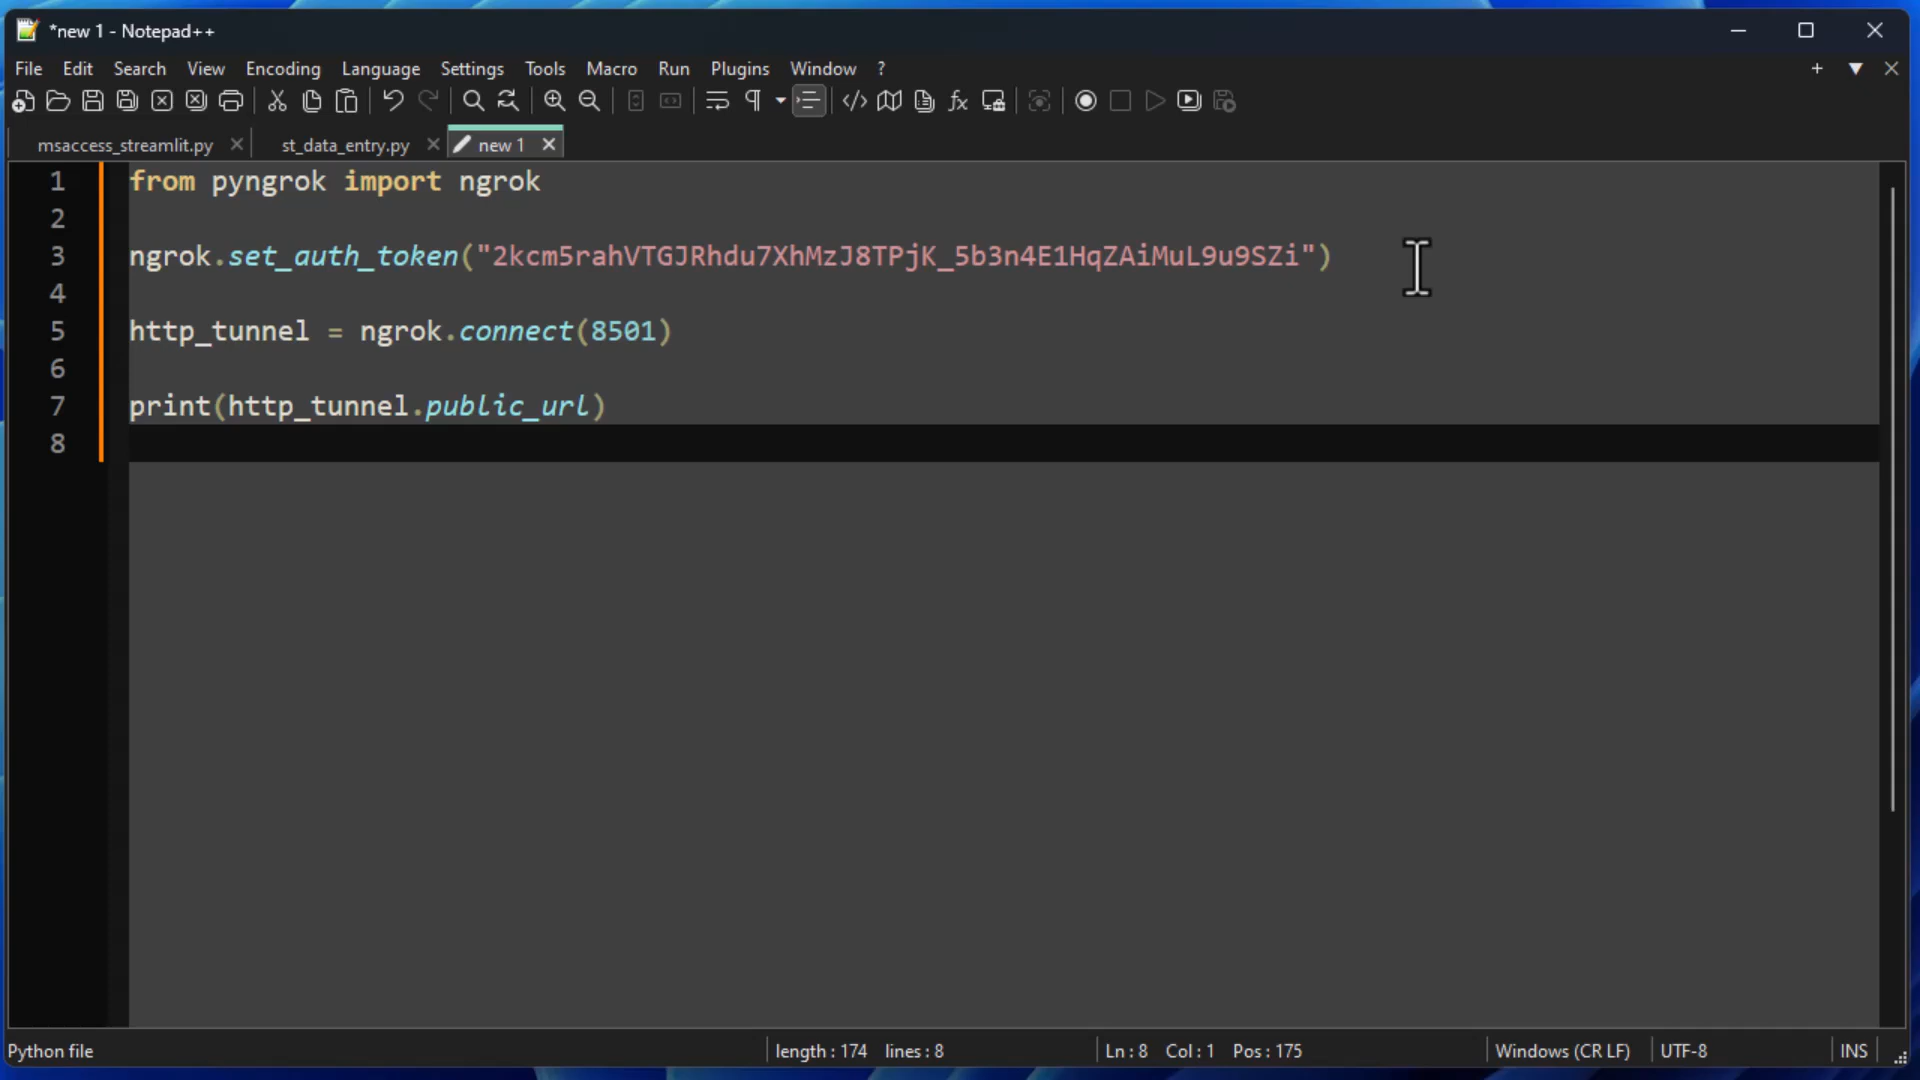 *new 1 - Notepad++
File Edit Search View Encoding Language Settings Tools Macro Run Plugins Window ?
msaccess_streamlit.py st_data_entry.py new 1
1 from pyngrok import ngrok
2
3 ngrok.set_auth_token("2kcm5rahVTGJRhdu7XhMzJ8TPjK_5b3n4E1HqZAiMuL9u9SZi")
4
5 http_tunnel = ngrok.connect(8501)
6
7 print(http_tunnel.public_url)
8
Python file length : 174 lines : 8 Ln : 8 Col : 1 Pos : 175 Windows (CR LF) UTF-8 INS